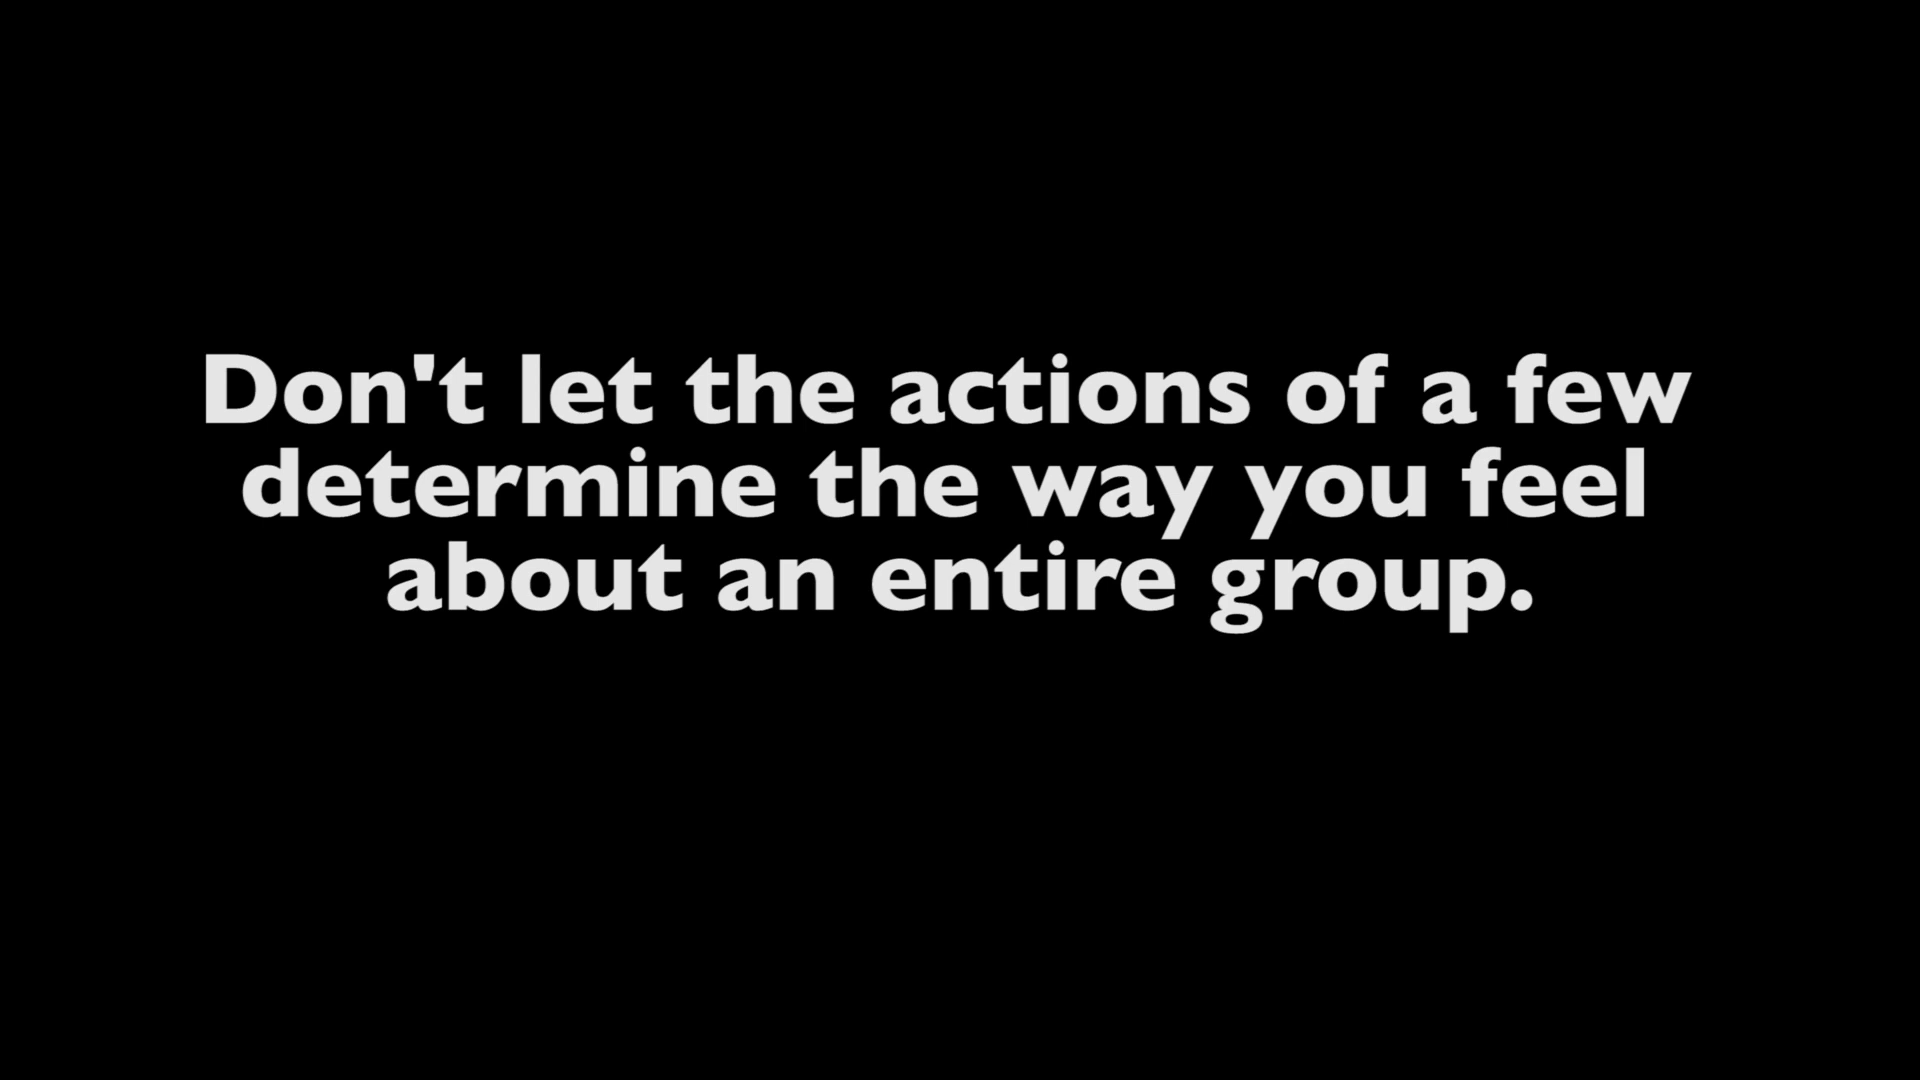 Don't let the actions of a few
determine the way you feel
about an entire group.